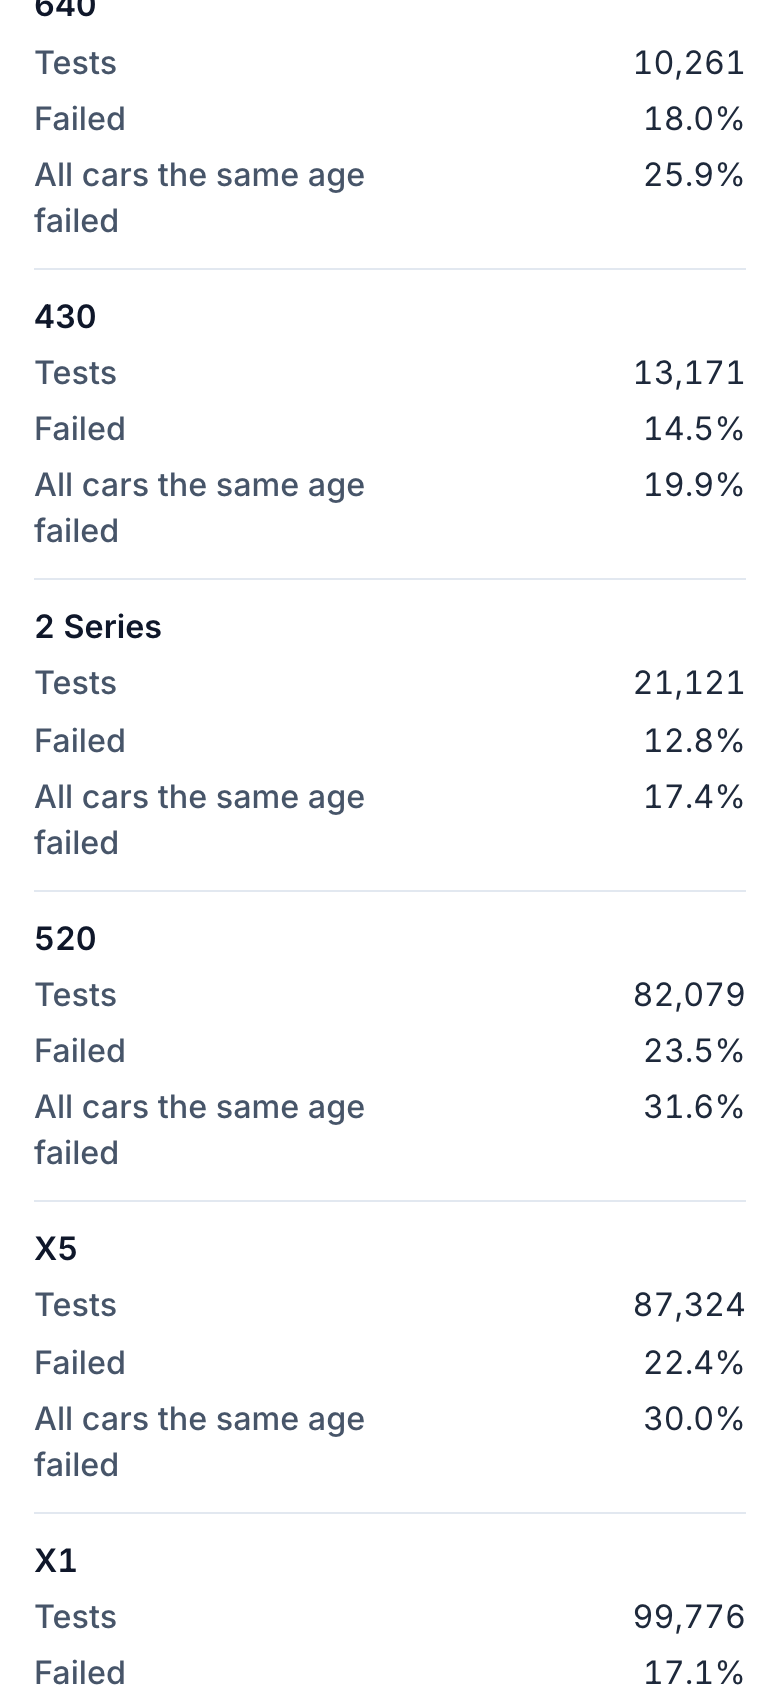 640
Tests 10,261
Failed 18.0%
All cars the same age 25.9%
failed
430
Tests 13,171
Failed 14.5%
All cars the same age 19.9%
failed
2 Series
Tests 21,121
Failed 12.8%
All cars the same age 17.4%
failed
520
Tests 82,079
Failed 23.5%
All cars the same age 31.6%
failed
X5
Tests 87,324
Failed 22.4%
All cars the same age 30.0%
failed
X1
Tests 99,776
Failed 17.1%